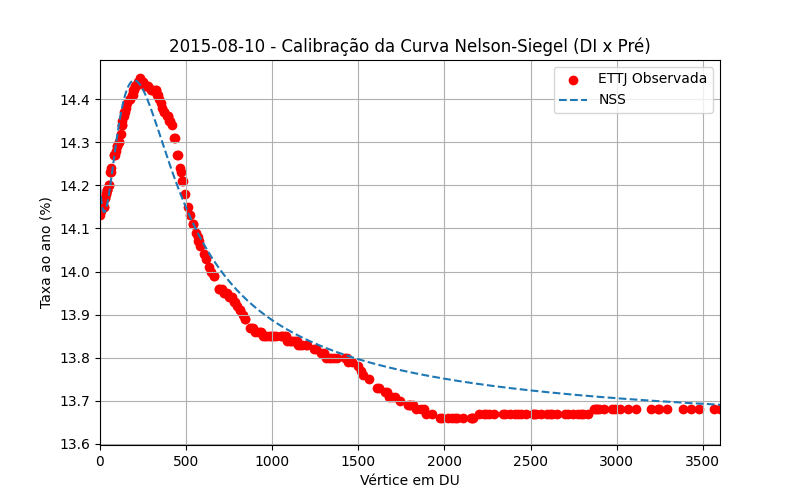 2015-08-10 - Calibração da Curva Nelson-Siegel (DI x Pré)
ETTJ Observada
NSS
14.4
14.3
14.2
14.1
14.0
13.9
13.8
13.7
13.6
Taxa ao ano (%)
0 500 1000 1500 2000 2500 3000 3500
Vértice em DU